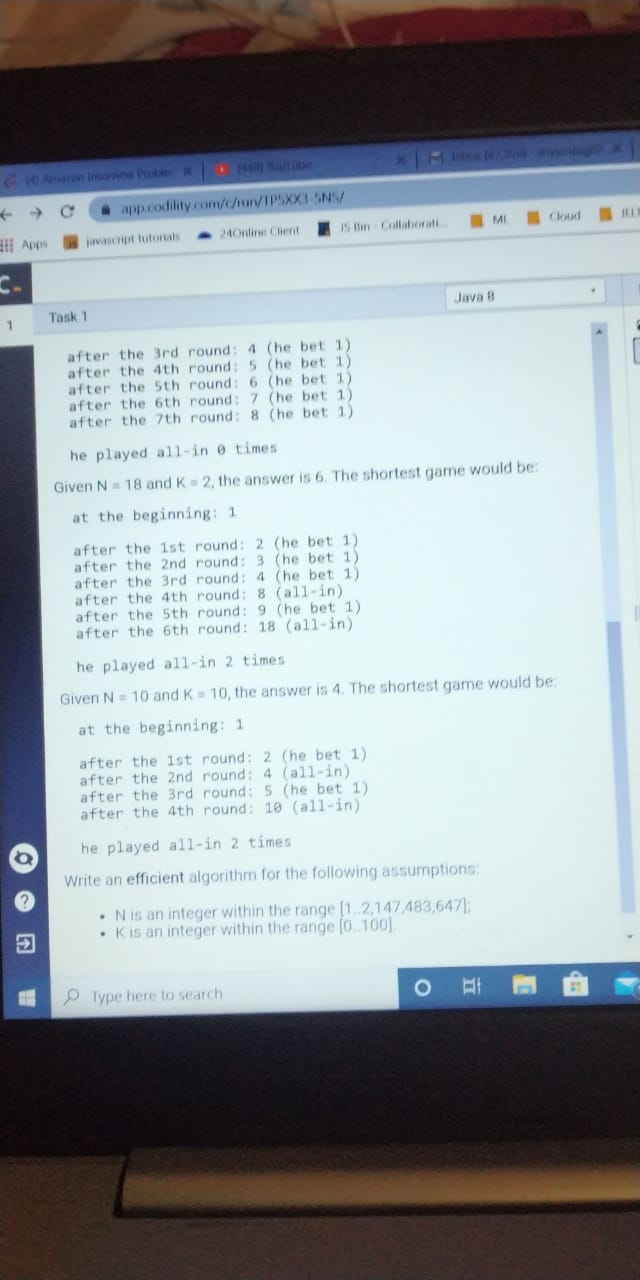 (4) Amazon Interview Problem
(448) YouTube
app.codility.com/c/run/
Apps
javascript tutorials
24Online Client
JS Bin - Collaborati...
ML
Cloud
1
Task 1
Java 8
after the 3rd round: 4 (he bet 1)
after the 4th round: 5 (he bet 1)
after the 5th round: 6 (he bet 1)
after the 6th round: 7 (he bet 1)
after the 7th round: 8 (he bet 1)
he played all-in 0 times
Given N = 18 and K = 2, the answer is 6. The shortest game would be:
at the beginning: 1
after the 1st round: 2 (he bet 1)
after the 2nd round: 3 (he bet 1)
after the 3rd round: 4 (he bet 1)
after the 4th round: 8 (all-in)
after the 5th round: 9 (he bet 1)
after the 6th round: 18 (all-in)
he played all-in 2 times
Given N = 10 and K = 10, the answer is 4. The shortest game would be:
at the beginning: 1
after the 1st round: 2 (he bet 1)
after the 2nd round: 4 (all-in)
after the 3rd round: 5 (he bet 1)
after the 4th round: 10 (all-in)
he played all-in 2 times
Write an efficient algorithm for the following assumptions:
• N is an integer within the range [1..2,147,483,647];
• K is an integer within the range [0..100].
Type here to search